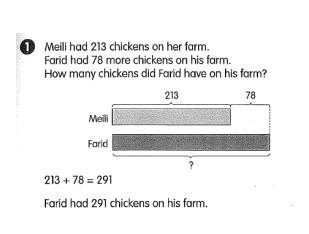 1 Meili had 213 chickens on her farm.
Farid had 78 more chickens on his farm.
How many chickens did Farid have on his farm?
213 78
Meili
Farid
?
213 + 78 = 291
Farid had 291 chickens on his farm.